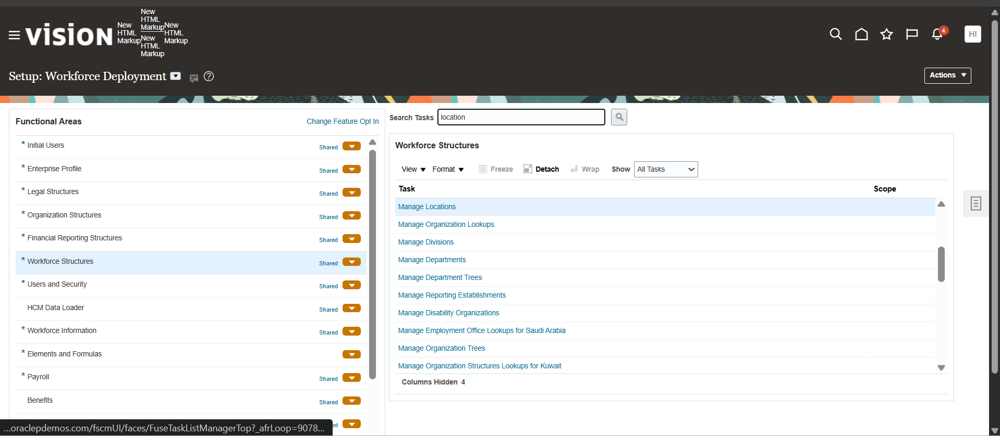 vision
New HTML Markup
New HTML Markup
New HTML Markup
New HTML Markup
4
HI
Setup: Workforce Deployment
Actions
Functional Areas
Change Feature Opt In
* Initial Users Shared
* Enterprise Profile Shared
* Legal Structures Shared
* Organization Structures Shared
* Financial Reporting Structures Shared
* Workforce Structures Shared
* Users and Security Shared
HCM Data Loader Shared
* Workforce Information Shared
* Elements and Formulas
* Payroll Shared
Benefits Shared
ed
...oraclepdemos.com/fscmUI/faces/FuseTaskListManagerTop?_afrLoop=9078...
Search Tasks location
Workforce Structures
View Format Freeze Detach Wrap Show All Tasks
Task Scope
Manage Locations
Manage Organization Lookups
Manage Divisions
Manage Departments
Manage Department Trees
Manage Reporting Establishments
Manage Disability Organizations
Manage Employment Office Lookups for Saudi Arabia
Manage Organization Trees
Manage Organization Structures Lookups for Kuwait
Columns Hidden 4